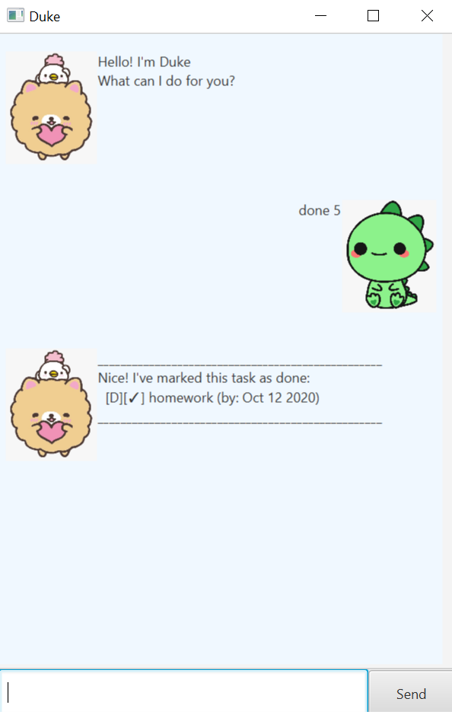 Duke
Hello! I'm Duke
What can I do for you?
done 5
____________________________________________
Nice! I've marked this task as done:
[D][✓] homework (by: Oct 12 2020)
____________________________________________
Send